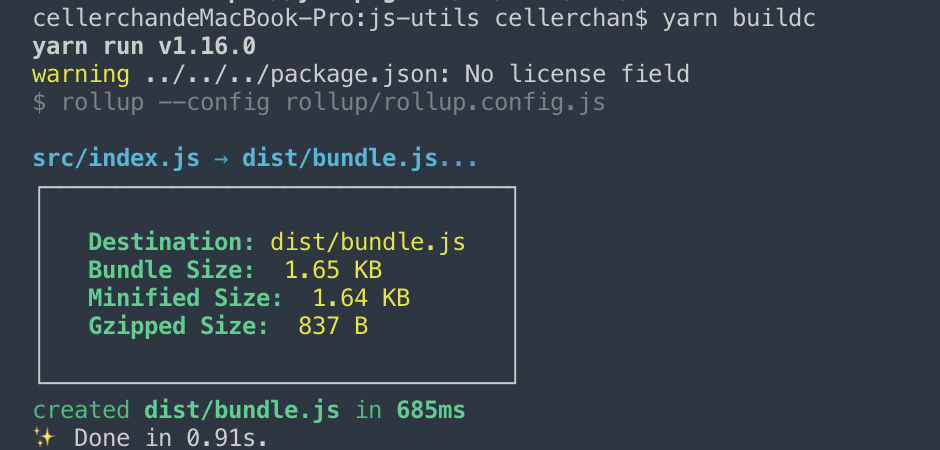 cellerchandeMacBook-Pro:js-utils cellerchan$ yarn buildc
yarn run v1.16.0
warning ../../../package.json: No license field
$ rollup --config rollup/rollup.config.js
src/index.js → dist/bundle.js...
Destination: dist/bundle.js
Bundle Size:  1.65 KB
Minified Size:  1.64 KB
Gzipped Size:  837 B
created dist/bundle.js in 685ms
✨ Done in 0.91s.